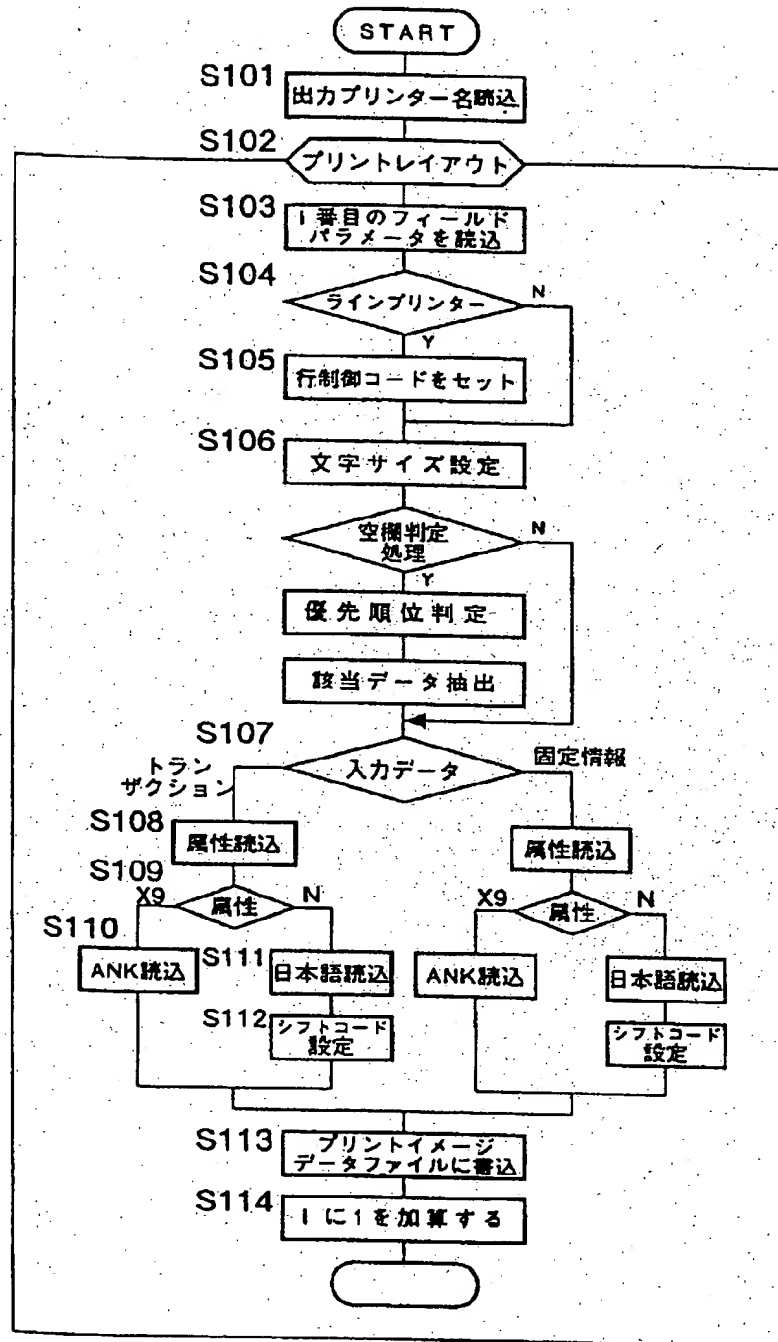 START
S101
出力プリンター名読込
S102
プリントレイアウト
S103
I番目のフィールド
パラメータを読込
S104
ラインプリンター
N
Y
S105
行制御コードをセット
S106
文字サイズ設定
空欄判定
処理
N
Y
優先順位判定
該当データ抽出
S107
入力データ
トラン
ザクション
固定情報
S108
属性読込
属性読込
S109
X9
属性
N
X9
属性
N
S110
ANK読込
S111
日本語読込
ANK読込
日本語読込
S112
シフトコード
設定
シフトコード
設定
S113
プリントイメージ
データファイルに書込
S114
Iに1を加算する